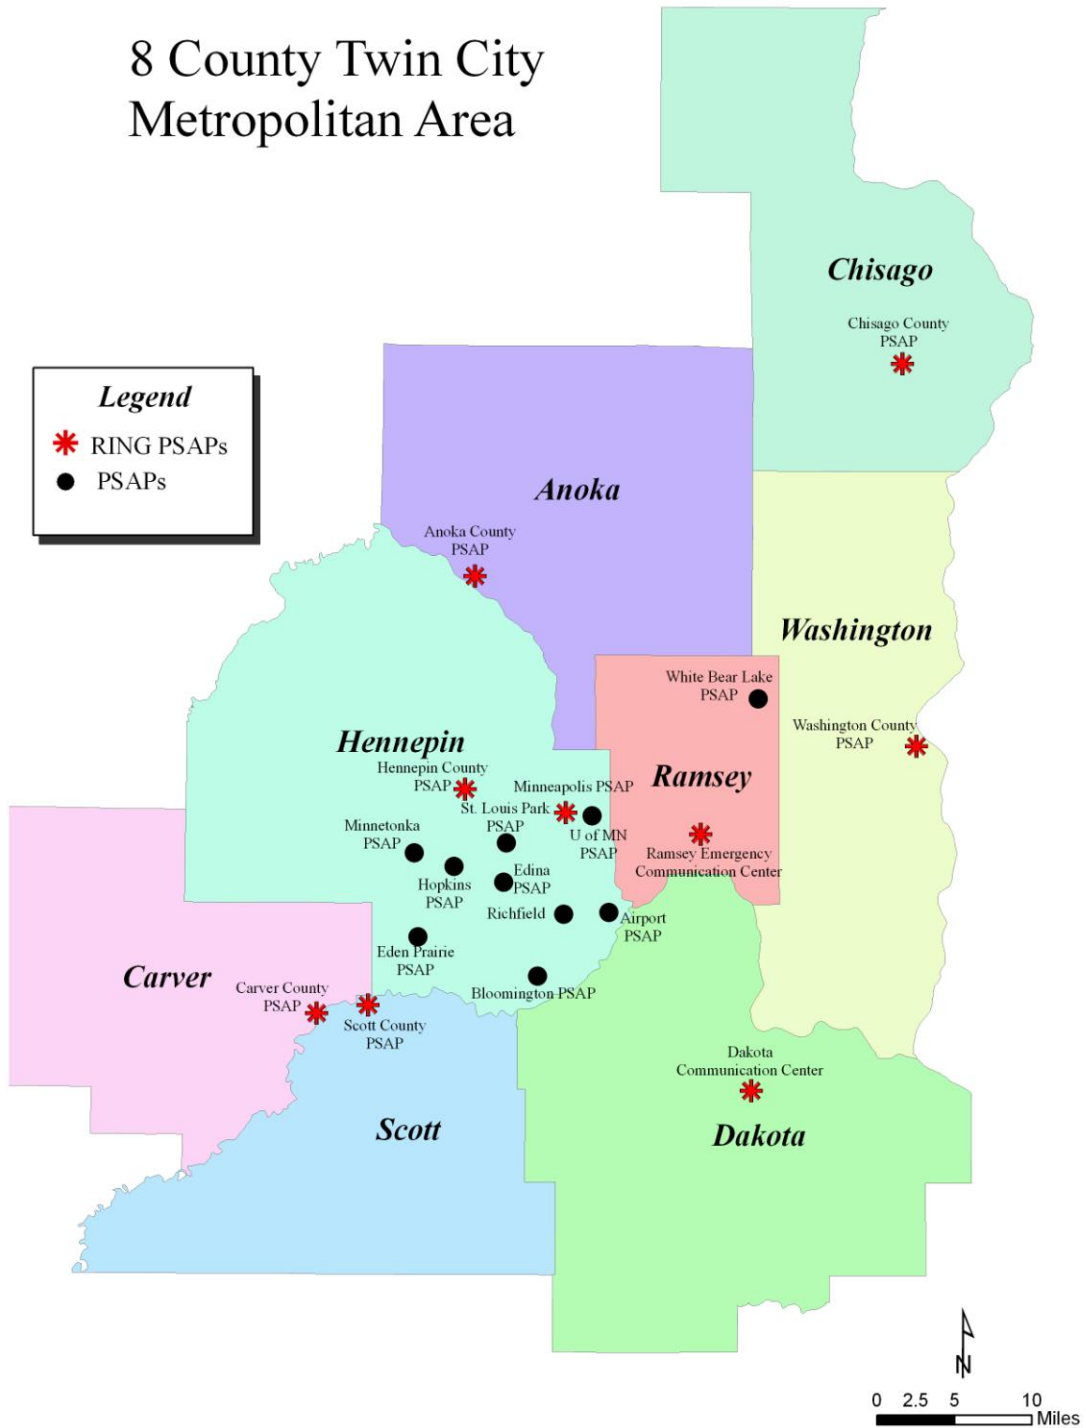 8 County Twin City
Metropolitan Area
Chisago
Chisago County
PSAP
Legend
RING PSAPs
PSAPs
Anoka
Anoka County
PSAP
Washington
White Bear Lake
PSAP
Washington County
PSAP
Hennepin
Hennepin County
PSAP
Ramsey
Minneapolis PSAP
St. Louis Park
PSAP
U of MN
PSAP
Minnetonka
PSAP
Ramsey Emergency
Communication Center
Hopkins
PSAP
Edina
PSAP
Richfield
Airport
PSAP
Eden Prairie
PSAP
Carver
Carver County
PSAP
Bloomington PSAP
Scott County
PSAP
Dakota
Communication Center
Scott
Dakota
N
0 2.5 5 10
Miles